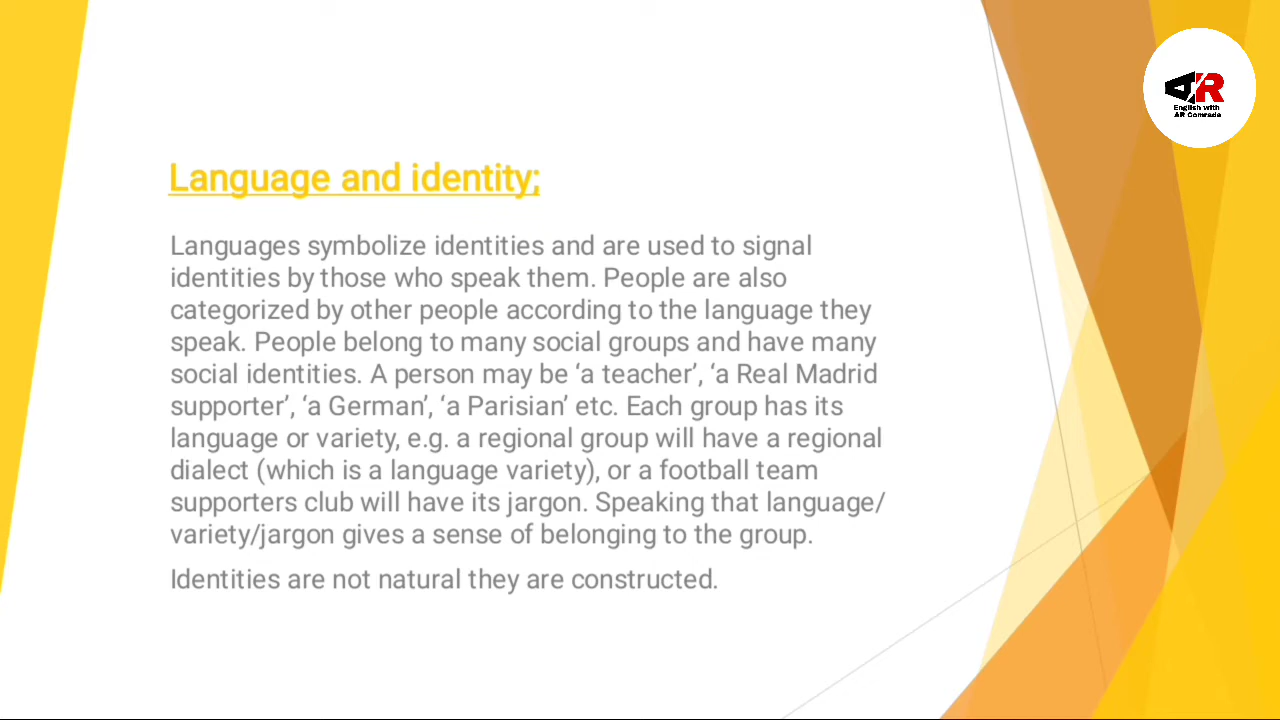 AR
English with
AR Comrade
Language and identity;
Languages symbolize identities and are used to signal
identities by those who speak them. People are also
categorized by other people according to the language they
speak. People belong to many social groups and have many
social identities. A person may be ‘a teacher’, ‘a Real Madrid
supporter’, ‘a German’, ‘a Parisian’ etc. Each group has its
language or variety, e.g. a regional group will have a regional
dialect (which is a language variety), or a football team
supporters club will have its jargon. Speaking that language/
variety/jargon gives a sense of belonging to the group.
Identities are not natural they are constructed.